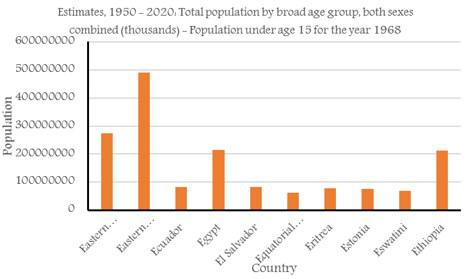 Estimates, 1950 - 2020: Total population by broad age group, both sexes
combined (thousands) - Population under age 15 for the year 1968
600000000
500000000
400000000
300000000
200000000
100000000
0
Population
Eastern...
Eastern...
Ecuador
Egypt
El Salvador
Equatorial...
Eritrea
Estonia
Eswatini
Ethiopia
Country